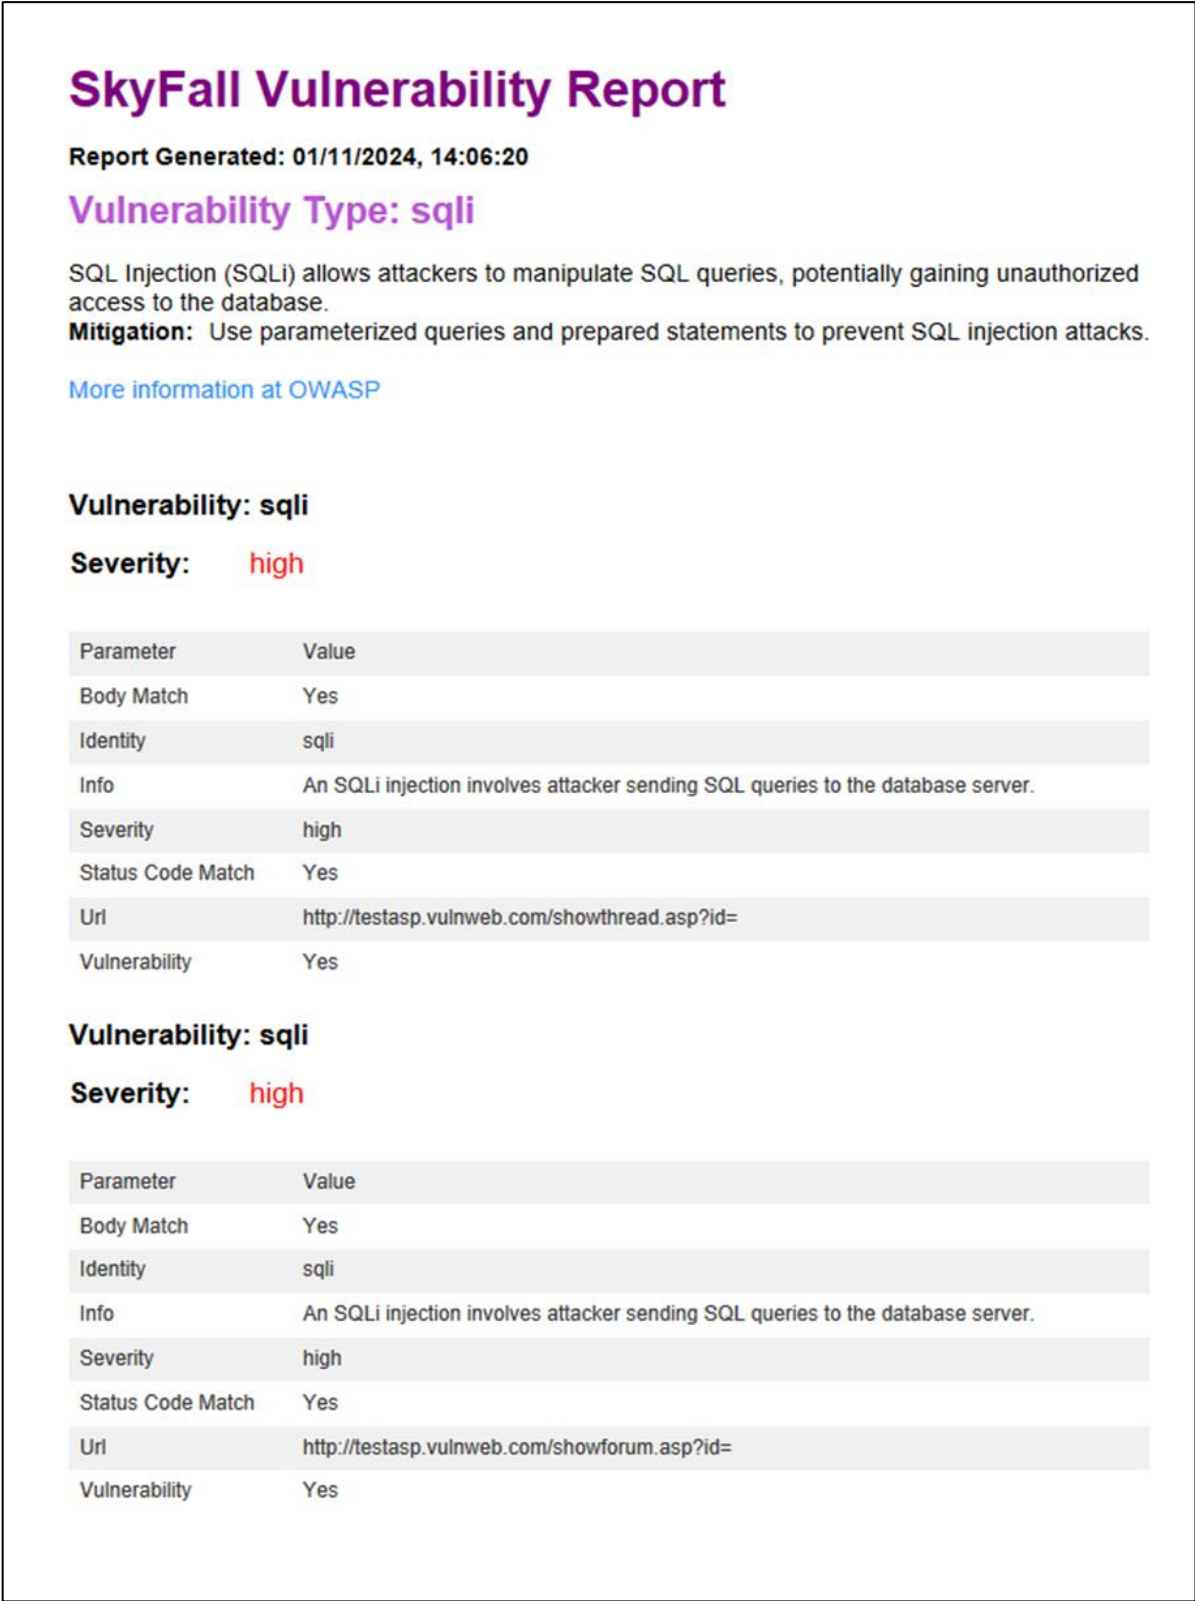 SkyFall Vulnerability Report
Report Generated: 01/11/2024, 14:06:20
Vulnerability Type: sqli
SQL Injection (SQLi) allows attackers to manipulate SQL queries, potentially gaining unauthorized
access to the database.
Mitigation: Use parameterized queries and prepared statements to prevent SQL injection attacks.
More information at OWASP
Vulnerability: sqli
Severity: high
Parameter Value
Body Match Yes
Identity sqli
Info An SQLi injection involves attacker sending SQL queries to the database server.
Severity high
Status Code Match Yes
Url http://testasp.vulnweb.com/showthread.asp?id=
Vulnerability Yes
Vulnerability: sqli
Severity: high
Parameter Value
Body Match Yes
Identity sqli
Info An SQLi injection involves attacker sending SQL queries to the database server.
Severity high
Status Code Match Yes
Url http://testasp.vulnweb.com/showforum.asp?id=
Vulnerability Yes